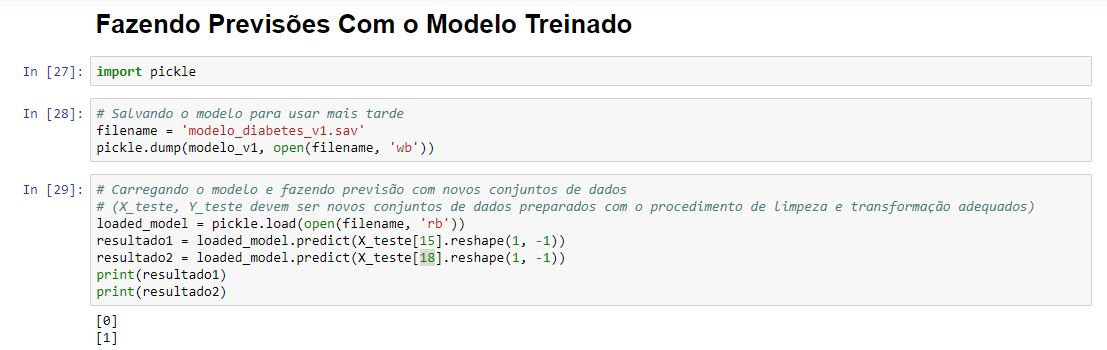 Fazendo Previsões Com o Modelo Treinado
In [27]: import pickle
In [28]: # Salvando o modelo para usar mais tarde
filename = 'modelo_diabetes_v1.sav'
pickle.dump(modelo_v1, open(filename, 'wb'))
In [29]: # Carregando o modelo e fazendo previsão com novos conjuntos de dados
# (X_teste, Y_teste devem ser novos conjuntos de dados preparados com o procedimento de limpeza e transformação adequados)
loaded_model = pickle.load(open(filename, 'rb'))
resultado1 = loaded_model.predict(X_teste[15].reshape(1, -1))
resultado2 = loaded_model.predict(X_teste[18].reshape(1, -1))
print(resultado1)
print(resultado2)
[0]
[1]